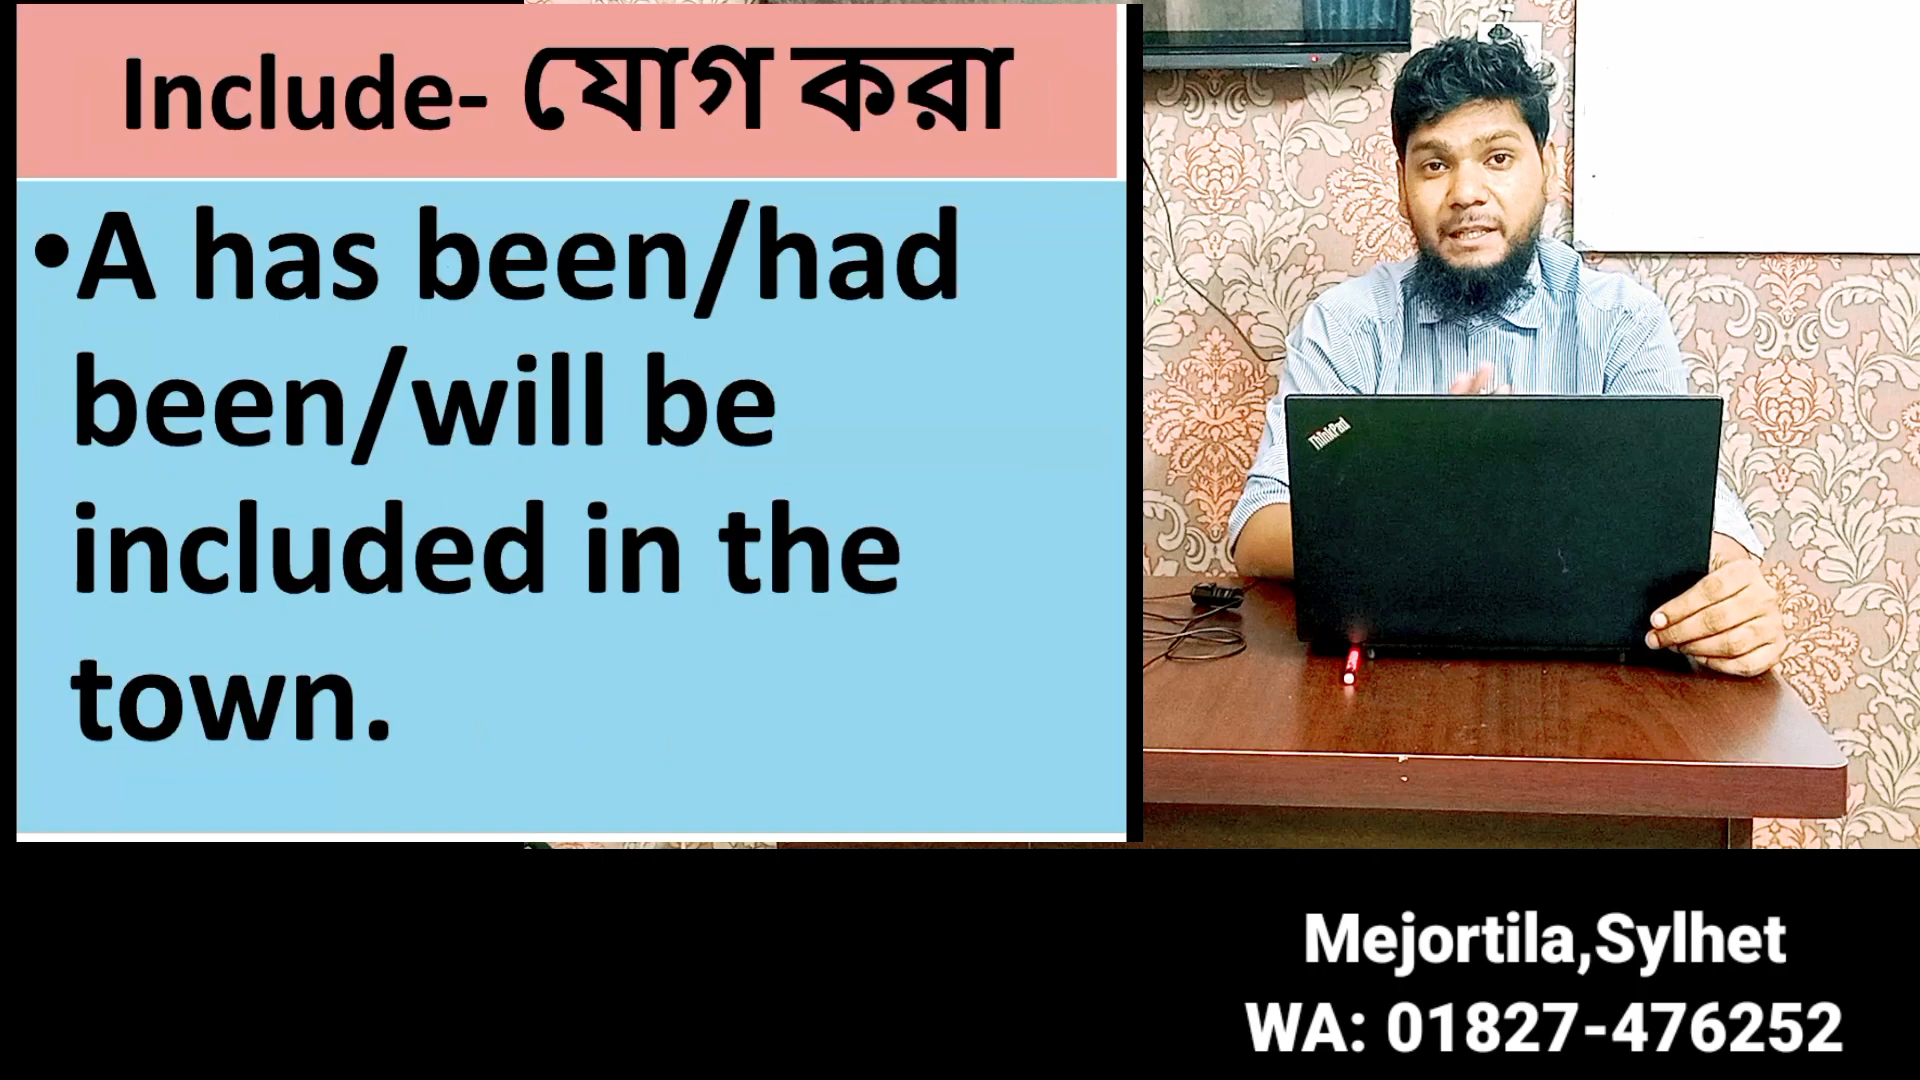 Include- যোগ করা
•A has been/had
been/will be
included in the
town.
ThinkPad
Mejortila,Sylhet
WA: 01827-476252